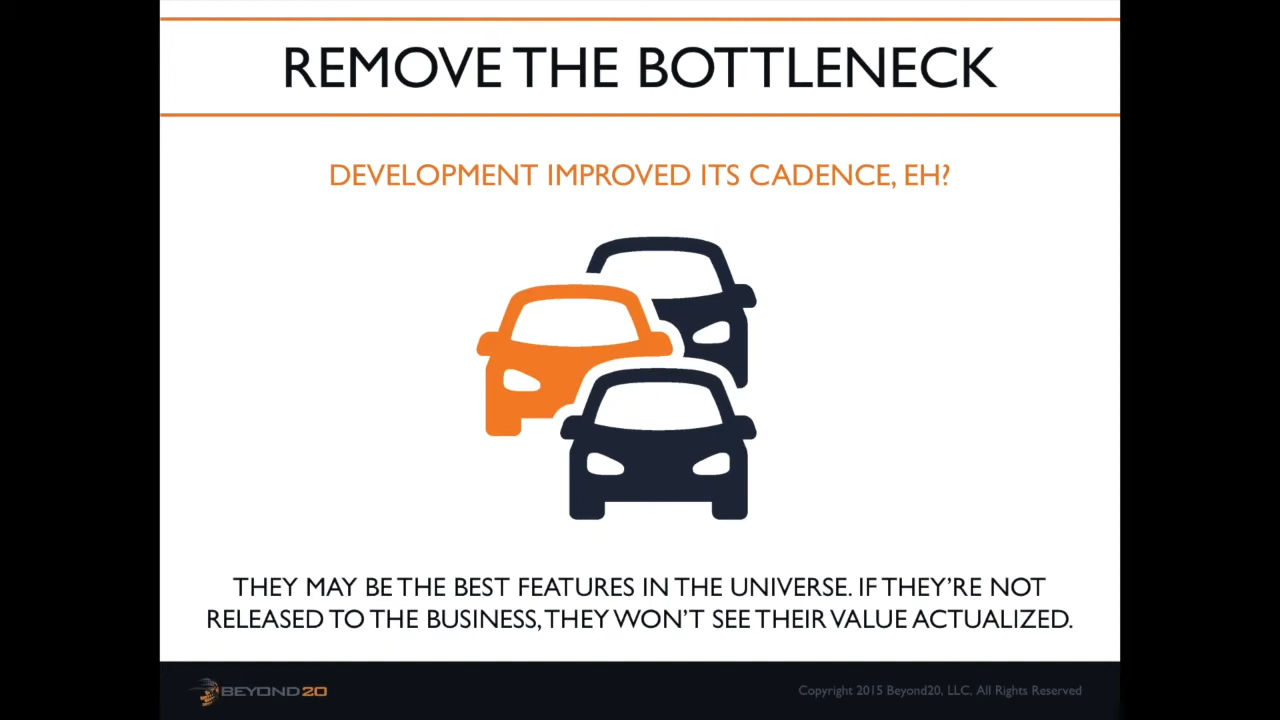 REMOVE THE BOTTLENECK
DEVELOPMENT IMPROVED ITS CADENCE, EH?
THEY MAY BE THE BEST FEATURES IN THE UNIVERSE. IF THEY'RE NOT
RELEASED TO THE BUSINESS, THEY WON'T SEE THEIR VALUE ACTUALIZED.
BEYOND20
Copyright 2015 Beyond20, LLC, All Rights Reserved